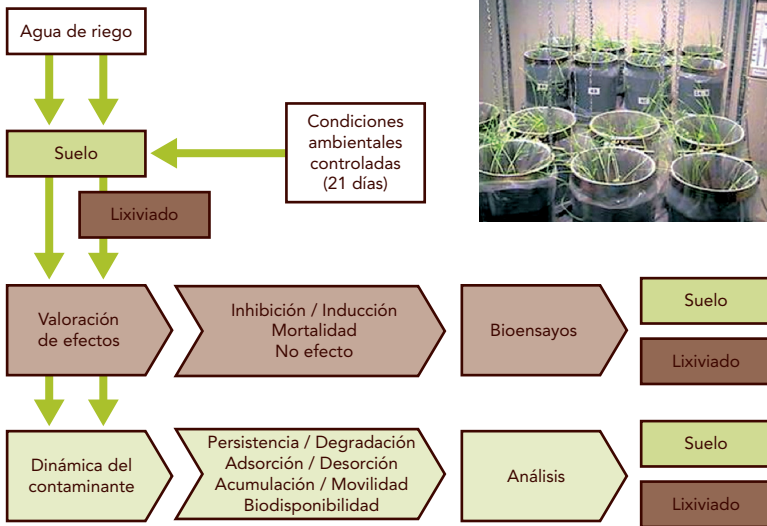 Agua de riego
Suelo
Condiciones
ambientales
controladas
(21 días)
Lixiviado
Valoración
de efectos
Inhibición / Inducción
Mortalidad
No efecto
Bioensayos
Suelo
Lixiviado
Dinámica del
contaminante
Persistencia / Degradación
Adsorción / Desorción
Acumulación / Movilidad
Biodisponibilidad
Análisis
Suelo
Lixiviado